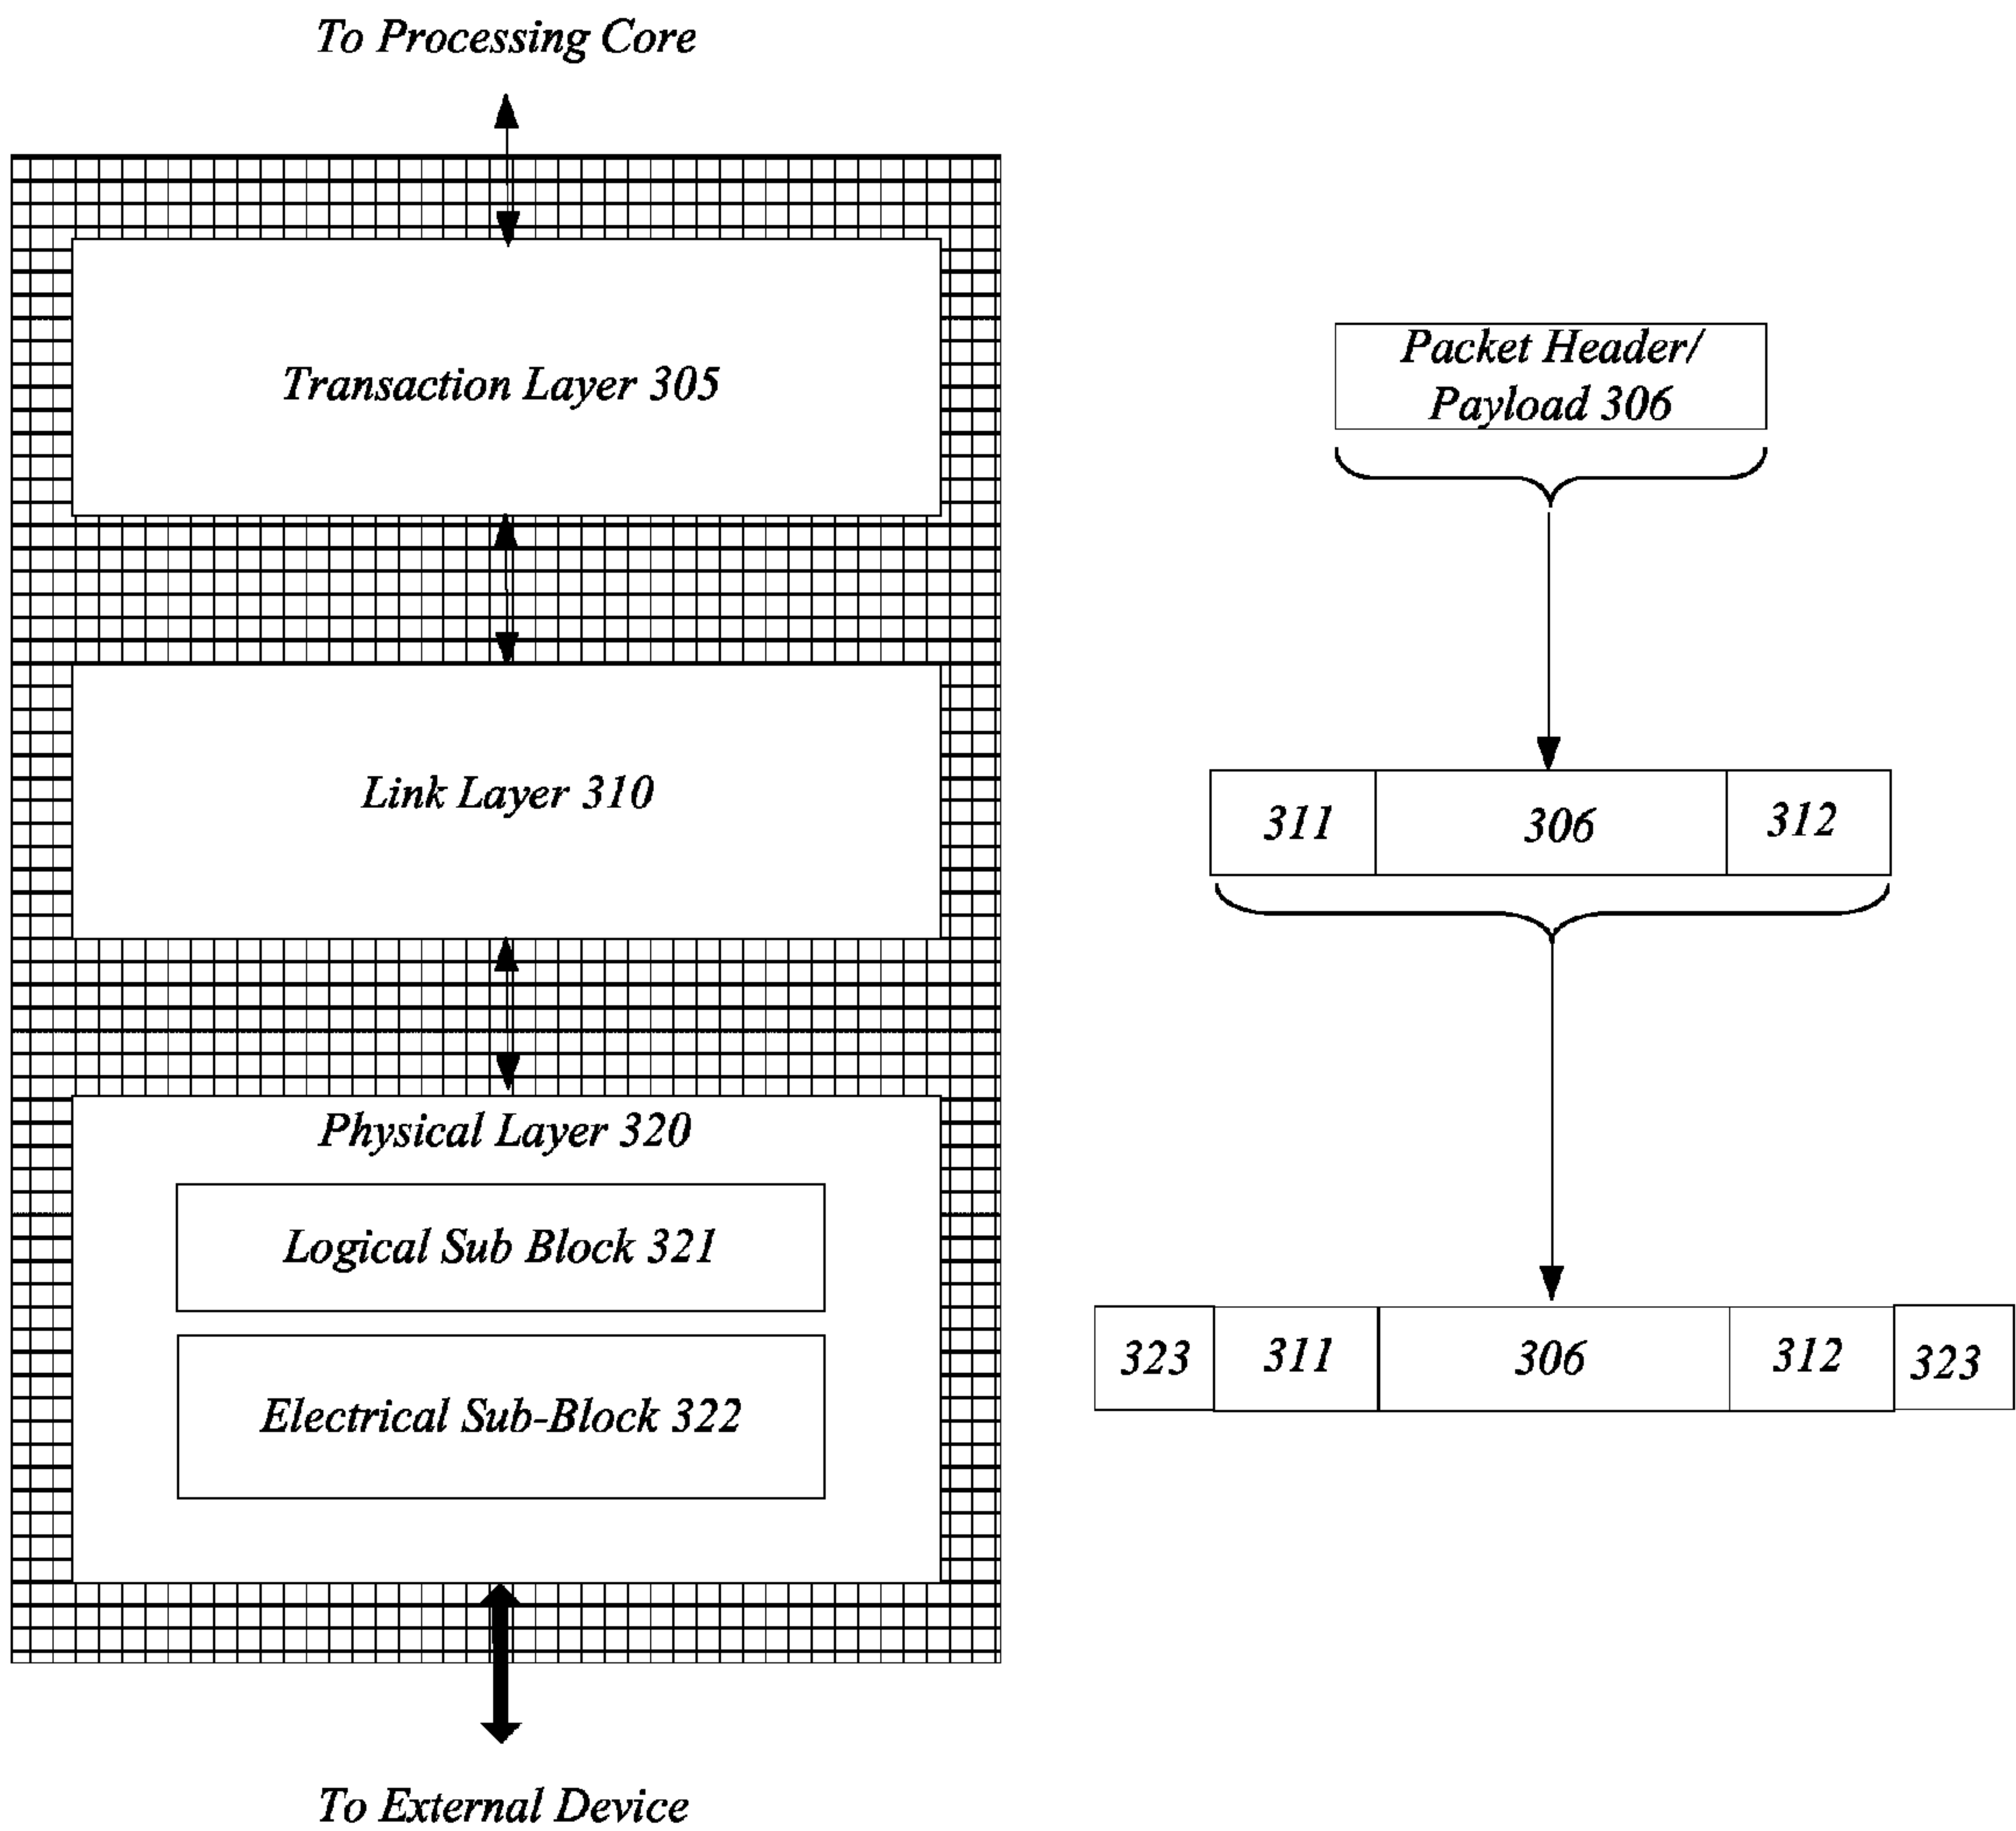 To Processing Core
Transaction Layer 305
Packet Header/
Payload 306
Link Layer 310
311 306 312
Physical Layer 320
Logical Sub Block 321
Electrical Sub-Block 322
323 311 306 312 323
To External Device